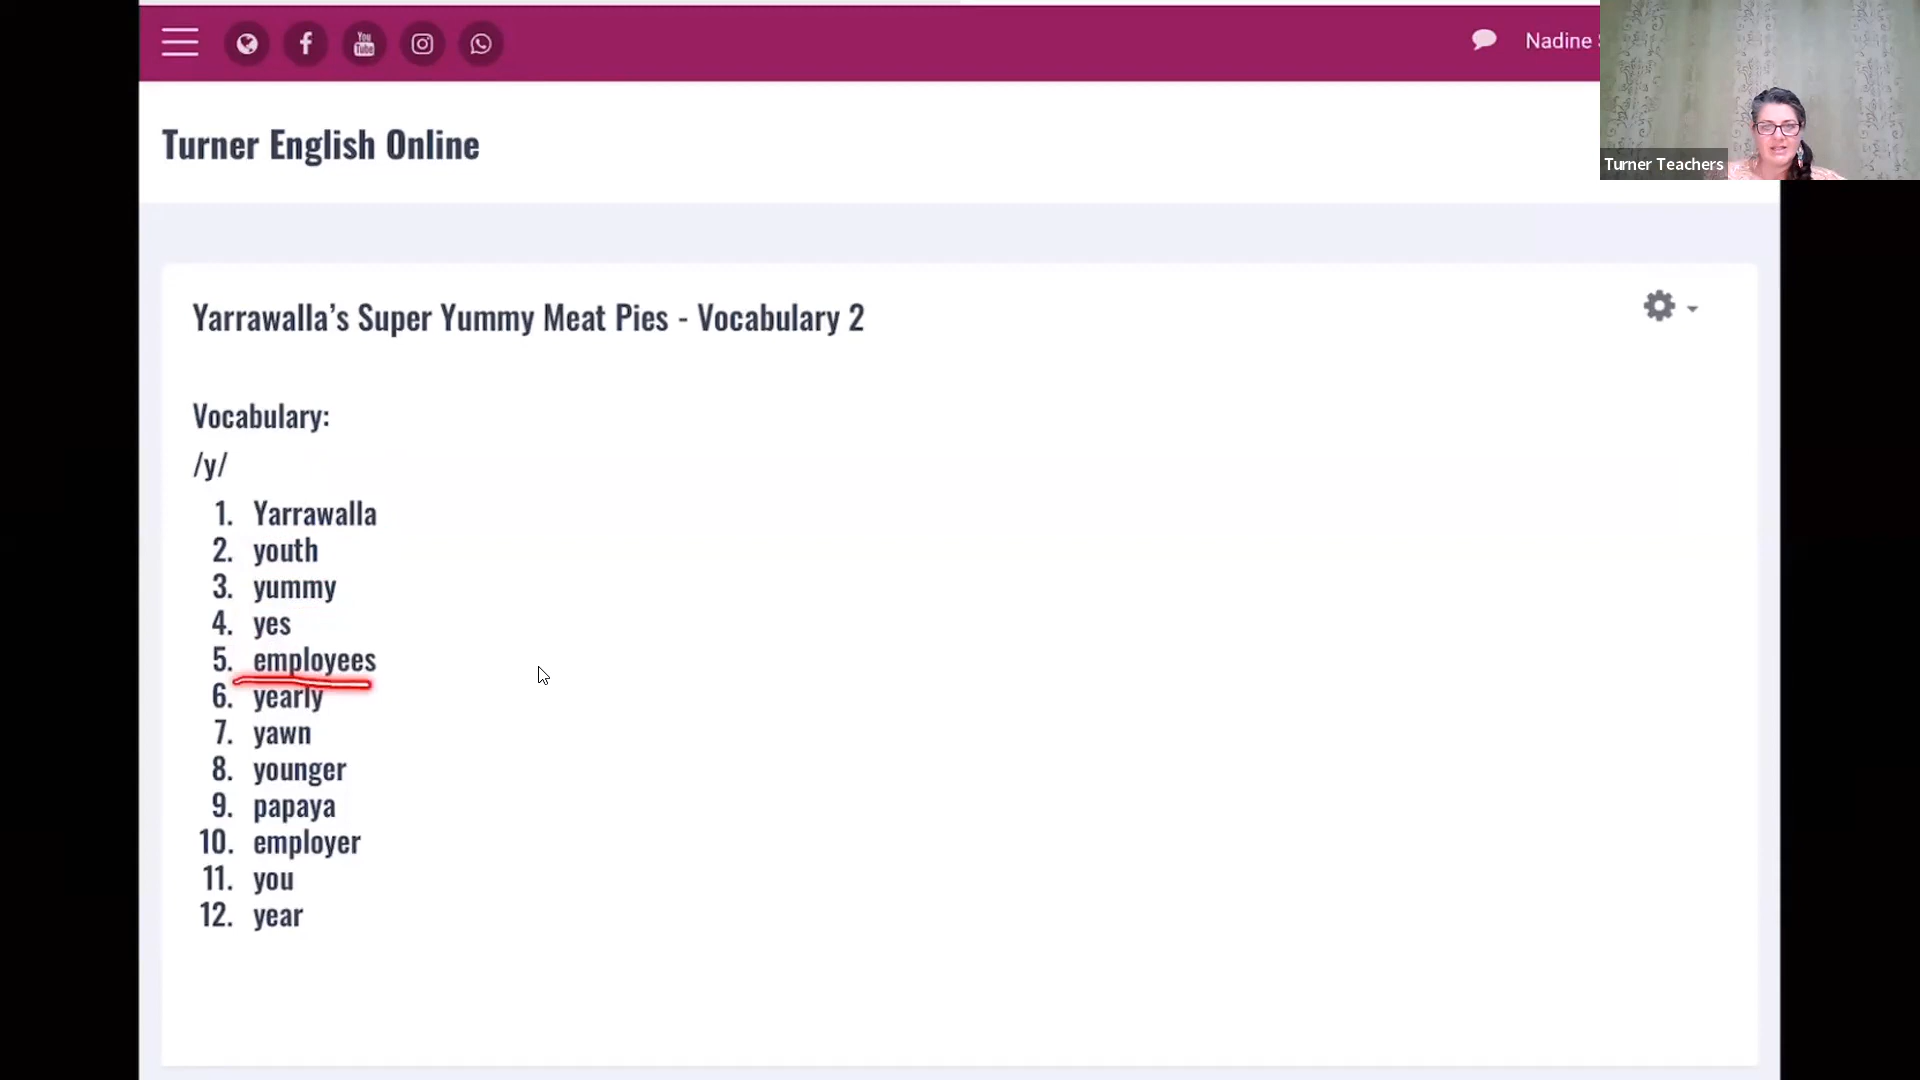 You
Tube
Nadine
Turner Teachers
Turner English Online
Yarrawalla's Super Yummy Meat Pies - Vocabulary 2
Vocabulary:
/y/
1. Yarrawalla
2. youth
3. yummy
4. yes
5. employees
6. yearly
7. yawn
8. younger
9. papaya
10. employer
11. you
12. year